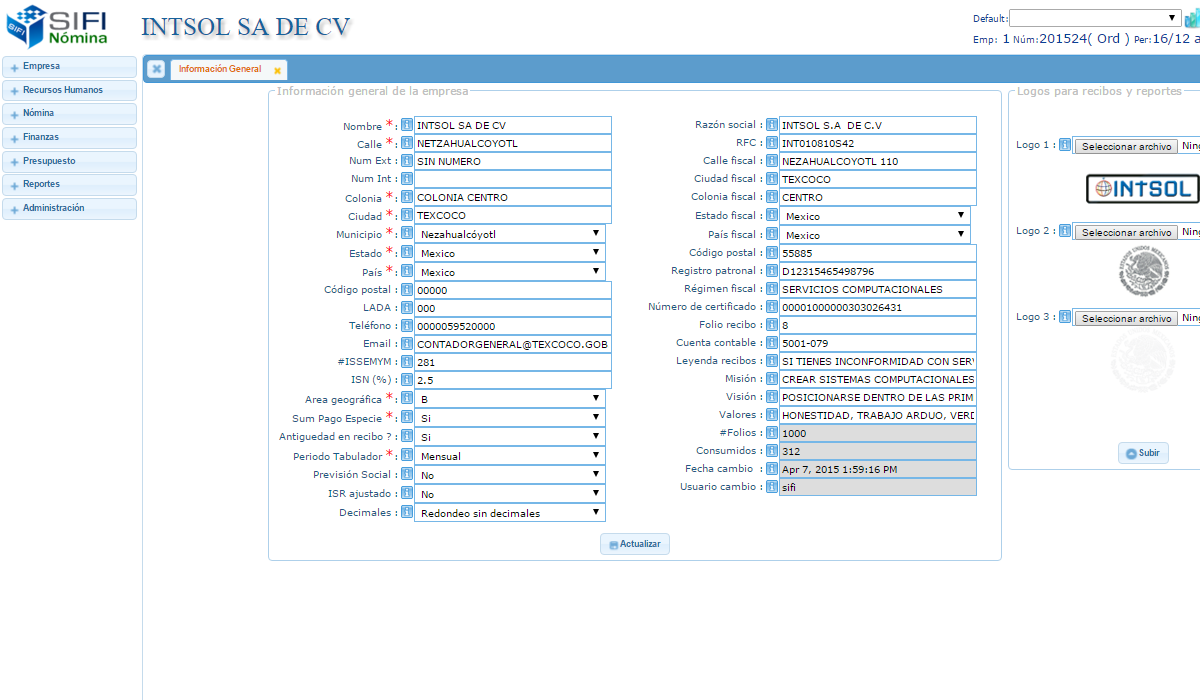 SIFI
SIFI
Nómina
INTSOL SA DE CV
Default:
Emp: 1 Núm:201524( Ord ) Per:16/12 a
Empresa
Recursos Humanos
Nómina
Finanzas
Presupuesto
Reportes
Administración
Información General
Información general de la empresa
Nombre *: INTSOL SA DE CV
Calle *: NETZAHUALCOYOTL
Num Ext : SIN NUMERO
Num Int :
Colonia *: COLONIA CENTRO
Ciudad *: TEXCOCO
Municipio *: Nezahualcóyotl
Estado *: Mexico
País *: Mexico
Código postal : 00000
LADA : 000
Teléfono : 0000059520000
Email : CONTADORGENERAL@TEXCOCO.GOB
#ISSEMYM : 281
ISN (%) : 2.5
Area geográfica *: B
Sum Pago Especie *: Si
Antiguedad en recibo ? : Si
Periodo Tabulador *: Mensual
Previsión Social : No
ISR ajustado : No
Decimales : Redondeo sin decimales
Razón social : INTSOL S.A  DE C.V
RFC : INT010810S42
Calle fiscal : NEZAHUALCOYOTL 110
Ciudad fiscal : TEXCOCO
Colonia fiscal : CENTRO
Estado fiscal : Mexico
País fiscal : Mexico
Código postal : 55885
Registro patronal : D12315465498796
Régimen fiscal : SERVICIOS COMPUTACIONALES
Número de certificado : 00001000000303026431
Folio recibo : 8
Cuenta contable : 5001-079
Leyenda recibos : SI TIENES INCONFORMIDAD CON SERV
Misión : CREAR SISTEMAS COMPUTACIONALES
Visión : POSICIONARSE DENTRO DE LAS PRIM
Valores : HONESTIDAD, TRABAJO ARDUO, VERD
#Folios : 1000
Consumidos : 312
Fecha cambio : Apr 7, 2015 1:59:16 PM
Usuario cambio : sifi
Actualizar
Logos para recibos y reportes
Logo 1 : Seleccionar archivo Ning
INTSOL
Logo 2 : Seleccionar archivo Ning
Logo 3 : Seleccionar archivo Ning
Subir